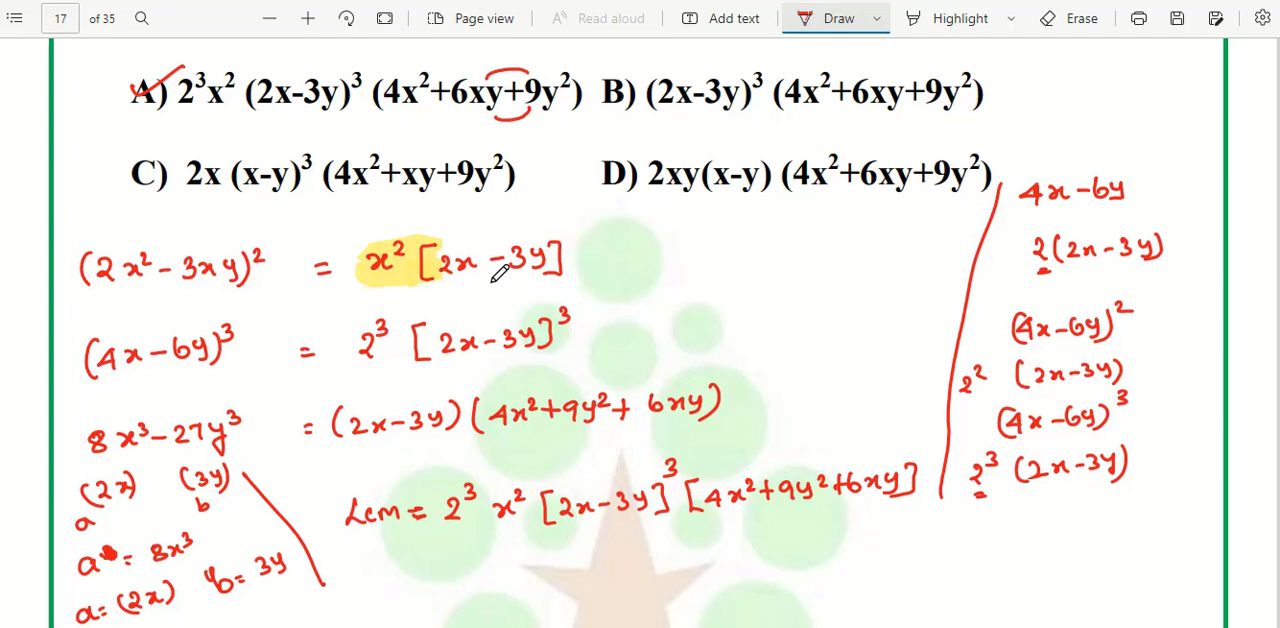 17 of 35 Page view Read aloud Add text Draw Highlight Erase
A) 2³x² (2x-3y)³ (4x²+6xy+9y²) B) (2x-3y)³ (4x²+6xy+9y²)
C) 2x (x-y)³ (4x²+xy+9y²) D) 2xy(x-y) (4x²+6xy+9y²)
(2x² - 3xy)² = x² [2x - 3y]
(4x - 6y)³ = 2³ [2x - 3y]³
8x³ - 27y³ = (2x - 3y) (4x² + 9y² + 6xy)
(2x) (3y)
a b
a = 8x³
a = (2x) b = 3y
Lcm = 2³ x² [2x - 3y]³ [4x² + 9y² + 6xy]
4x - 6y
2(2x - 3y)
(4x - 6y)²
2² (2x - 3y)
(4x - 6y)³
2³ (2x - 3y)